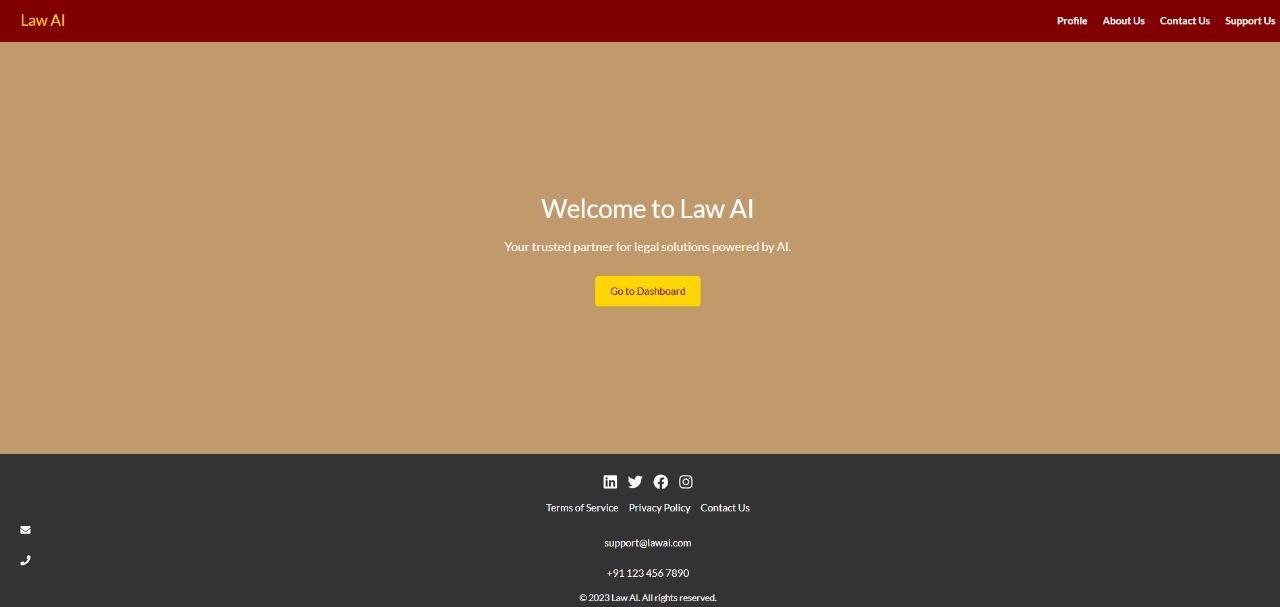 Law AI
Profile About Us Contact Us Support Us
Welcome to Law AI
Your trusted partner for legal solutions powered by AI.
Go to Dashboard
Terms of Service Privacy Policy Contact Us
support@lawai.com
+91 123 456 7890
© 2023 Law AI. All rights reserved.